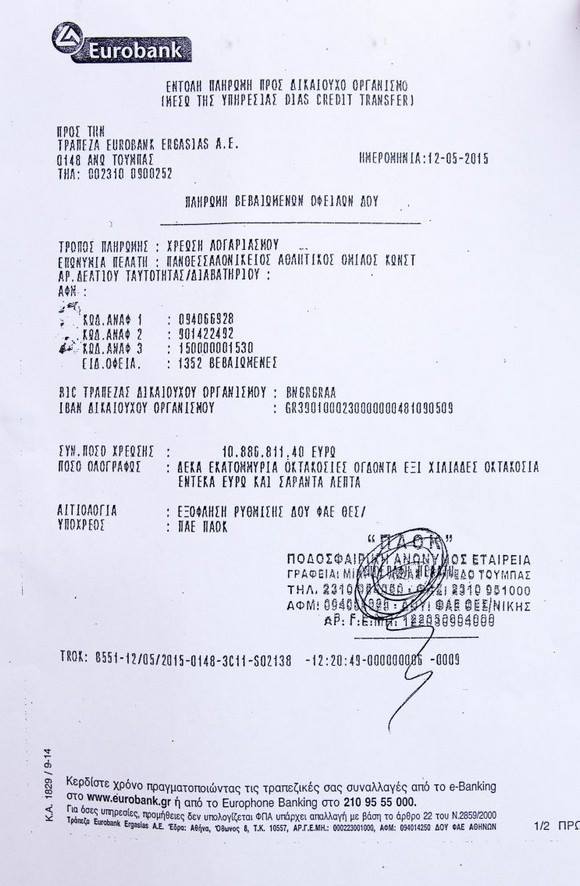 Eurobank
ΕΝΤΟΛΗ ΠΛΗΡΩΜΗ ΠΡΟΣ ΔΙΚΑΙΟΥΧΟ ΟΡΓΑΝΙΣΜΟ
(ΜΕΣΩ ΤΗΣ ΥΠΗΡΕΣΙΑΣ DIAS CREDIT TRANSFER)
ΠΡΟΣ ΤΗΝ
ΤΡΑΠΕΖΑ EUROBANK ERGASIAS A.E.
0148 ΑΝΩ ΤΟΥΜΠΑΣ ΗΜΕΡΟΜΗΝΙΑ:12-05-2015
ΤΗΛ: 002310 0900252
ΠΛΗΡΩΜΗ ΒΕΒΑΙΩΜΕΝΩΝ ΟΦΕΙΛΩΝ ΔΟΥ
ΤΡΟΠΟΣ ΠΛΗΡΩΜΗΣ : ΧΡΕΩΣΗ ΛΟΓΑΡΙΑΣΜΟΥ
ΕΠΩΝΥΜΙΑ ΠΕΛΑΤΗ : ΠΑΝΘΕΣΣΑΛΟΝΙΚΕΙΟΣ ΑΘΛΗΤΙΚΟΣ ΟΜΙΛΟΣ ΚΩΝΣΤ
ΑΡ.ΔΕΛΤΙΟΥ ΤΑΥΤΟΤΗΤΑΣ/ΔΙΑΒΑΤΗΡΙΟΥ :
ΑΦΜ :
ΚΩΔ.ΑΝΑΦ 1 : 094066928
ΚΩΔ.ΑΝΑΦ 2 : 901422492
ΚΩΔ.ΑΝΑΦ 3 : 150000001530
ΕΙΔ.ΟΦΕΙΛ. : 1352 ΒΕΒΑΙΩΜΕΝΕΣ
BIC ΤΡΑΠΕΖΑΣ ΔΙΚΑΙΟΥΧΟΥ ΟΡΓΑΝΙΣΜΟΥ : BNGRGRAA
IBAN ΔΙΚΑΙΟΥΧΟΥ ΟΡΓΑΝΙΣΜΟΥ : GR3901000230000000481090509
ΣΥΝ.ΠΟΣΟ ΧΡΕΩΣΗΣ : 10.886.811,40 ΕΥΡΩ
ΠΟΣΟ ΟΛΟΓΡΑΦΩΣ : ΔΕΚΑ ΕΚΑΤΟΜΜΥΡΙΑ ΟΚΤΑΚΟΣΙΕΣ ΟΓΔΟΝΤΑ ΕΞΙ ΧΙΛΙΑΔΕΣ ΟΚΤΑΚΟΣΙΑ
ΕΝΤΕΚΑ ΕΥΡΩ ΚΑΙ ΣΑΡΑΝΤΑ ΛΕΠΤΑ
ΑΙΤΙΟΛΟΓΙΑ : ΕΞΟΦΛΗΣΗ ΡΥΘΜΙΣΗΣ ΔΟΥ ΦΑΕ ΘΕΣ/
ΥΠΟΧΡΕΟΣ : ΠΑΕ ΠΑΟΚ
"ΠΑΟΚ"
ΠΟΔΟΣΦΑΙΡΙΚΗ ΑΝΩΝΥΜΟΣ ΕΤΑΙΡΕΙΑ
ΓΡΑΦΕΙΑ: ΤΟΥΜΠΑΣ
ΤΗΛ. 2310 2310 951000
ΑΦΜ: ΔΟΥ: ΦΑΕ ΘΕΣ/ΝΙΚΗΣ
ΑΡ. Γ.Ε.ΜΗ:
TROK: 8551-12/05/2015-0148-3C11-S02138 -12:20:49-000000006 -0009
Κ.Α. 1829 / 9-14
Κερδίστε χρόνο πραγματοποιώντας τις τραπεζικές σας συναλλαγές από το e-Banking
στο www.eurobank.gr ή από το Europhone Banking στο 210 95 55 000.
Για όσες υπηρεσίες, προμήθειες δεν υπολογίζεται ΦΠΑ υπάρχει απαλλαγή με βάση το άρθρο 22 του Ν.2859/2000
Τράπεζα Eurobank Ergasias A.E. Έδρα: Αθήνα, Όθωνος 8, Τ.Κ. 10557, ΑΡ.Γ.Ε.ΜΗ.: 000223001000, ΑΦΜ: 094014250 ΔΟΥ ΦΑΕ ΑΘΗΝΩΝ
1/2 ΠΡΩ